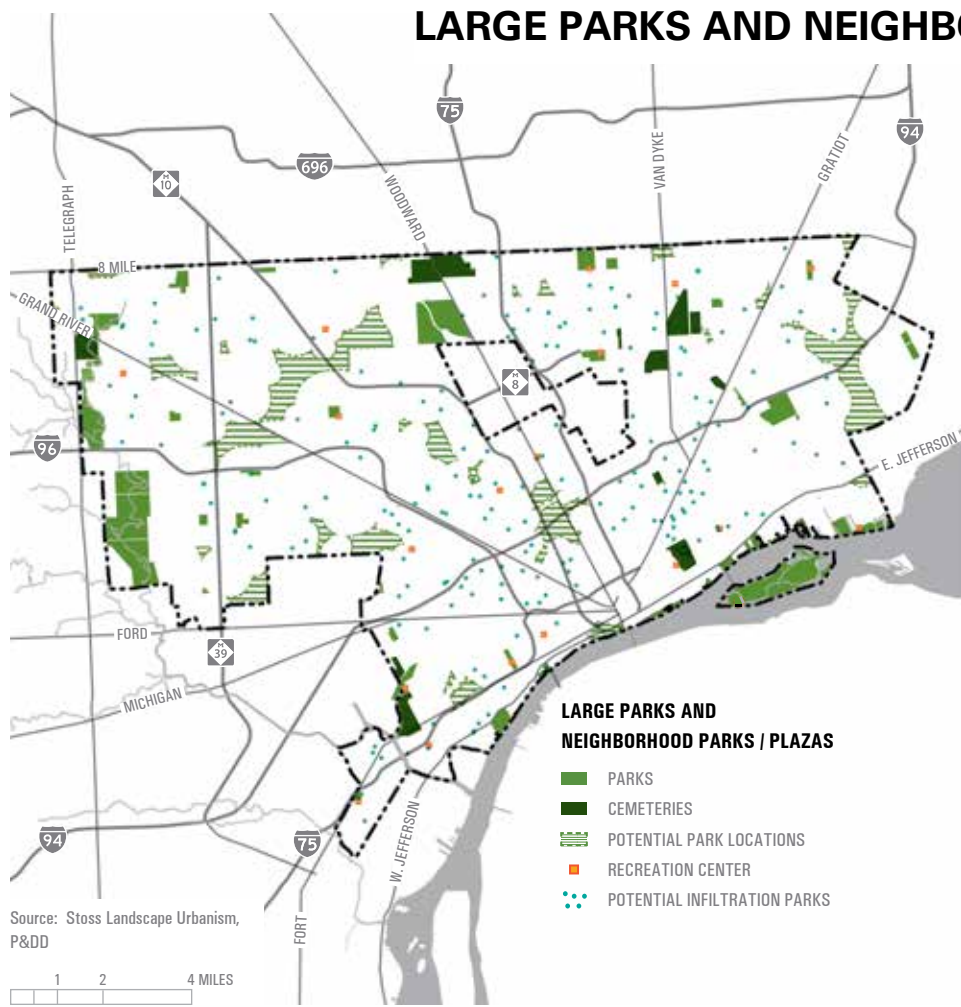 LARGE PARKS AND NEIGHBO
75
94
696
M
10
WOODWARD
VAN DYKE
GRATIOT
TELEGRAPH
8 MILE
GRAND RIVER
M
8
96
E. JEFFERSON
FORD
M
39
MICHIGAN
94
75
W. JEFFERSON
FORT
LARGE PARKS AND
NEIGHBORHOOD PARKS / PLAZAS
PARKS
CEMETERIES
POTENTIAL PARK LOCATIONS
RECREATION CENTER
POTENTIAL INFILTRATION PARKS
Source: Stoss Landscape Urbanism,
P&DD
1 2 4 MILES